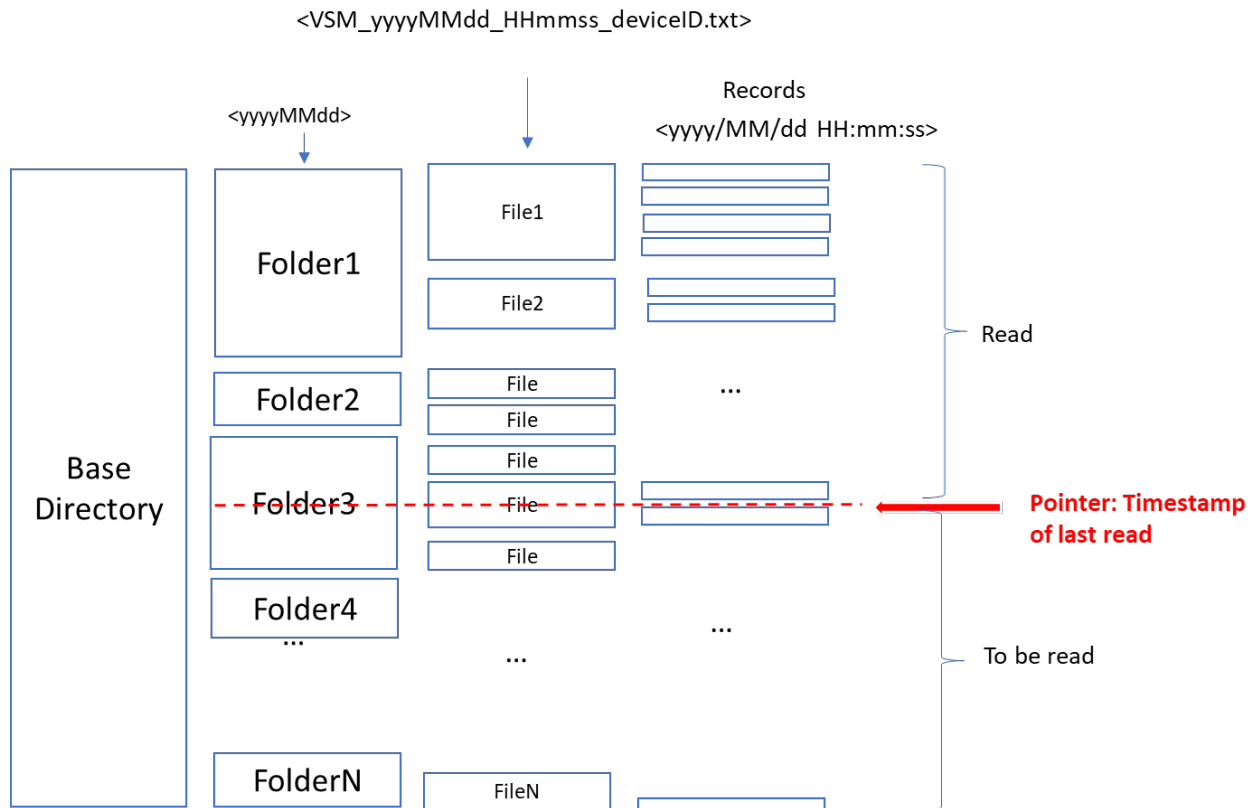 <VSM_yyyyMMdd_HHmmss_deviceID.txt>
Records
<yyyyMMdd>
<yyyy/MM/dd HH:mm:ss>
File1
Folder1
File2
Read
File
...
Folder2
File
File
Base
Directory
Folder3
File
Pointer: Timestamp
of last read
File
Folder4
...
...
...
To be read
FolderN
FileN